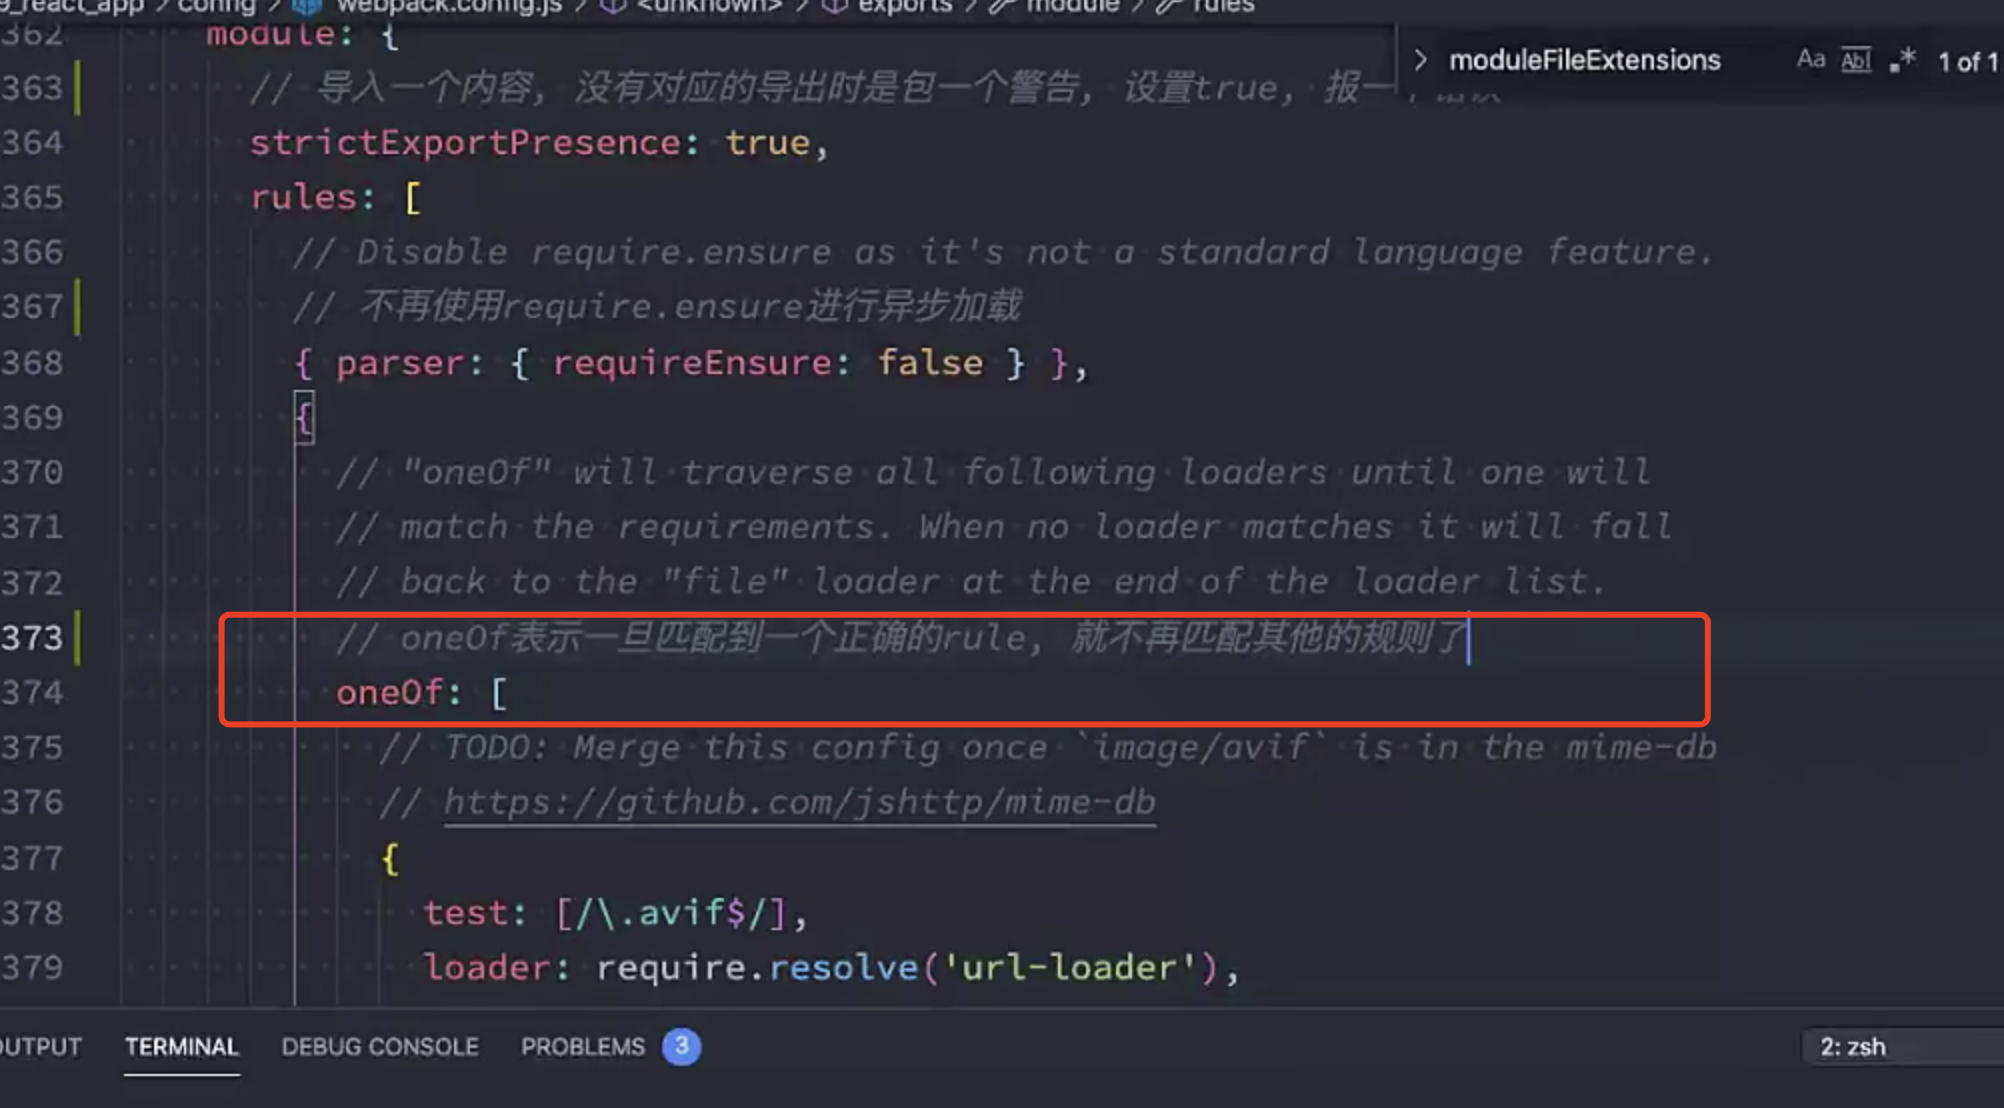 9_react_app > config > webpack.config.js > <unknown> > exports > module > rules
moduleFileExtensions Aa Abl .* 1 of 1
362 module: {
363 // 导入一个内容, 没有对应的导出时是包一个警告, 设置true, 报一个错误
364 strictExportPresence: true,
365 rules: [
366 // Disable require.ensure as it's not a standard language feature.
367 // 不再使用require.ensure进行异步加载
368 { parser: { requireEnsure: false } },
369 {
370 // "oneOf" will traverse all following loaders until one will
371 // match the requirements. When no loader matches it will fall
372 // back to the "file" loader at the end of the loader list.
373 // oneOf表示一旦匹配到一个正确的rule, 就不再匹配其他的规则了
374 oneOf: [
375 // TODO: Merge this config once `image/avif` is in the mime-db
376 // https://github.com/jshttp/mime-db
377 {
378 test: [/\.avif$/],
379 loader: require.resolve('url-loader'),
OUTPUT TERMINAL DEBUG CONSOLE PROBLEMS 3 2: zsh